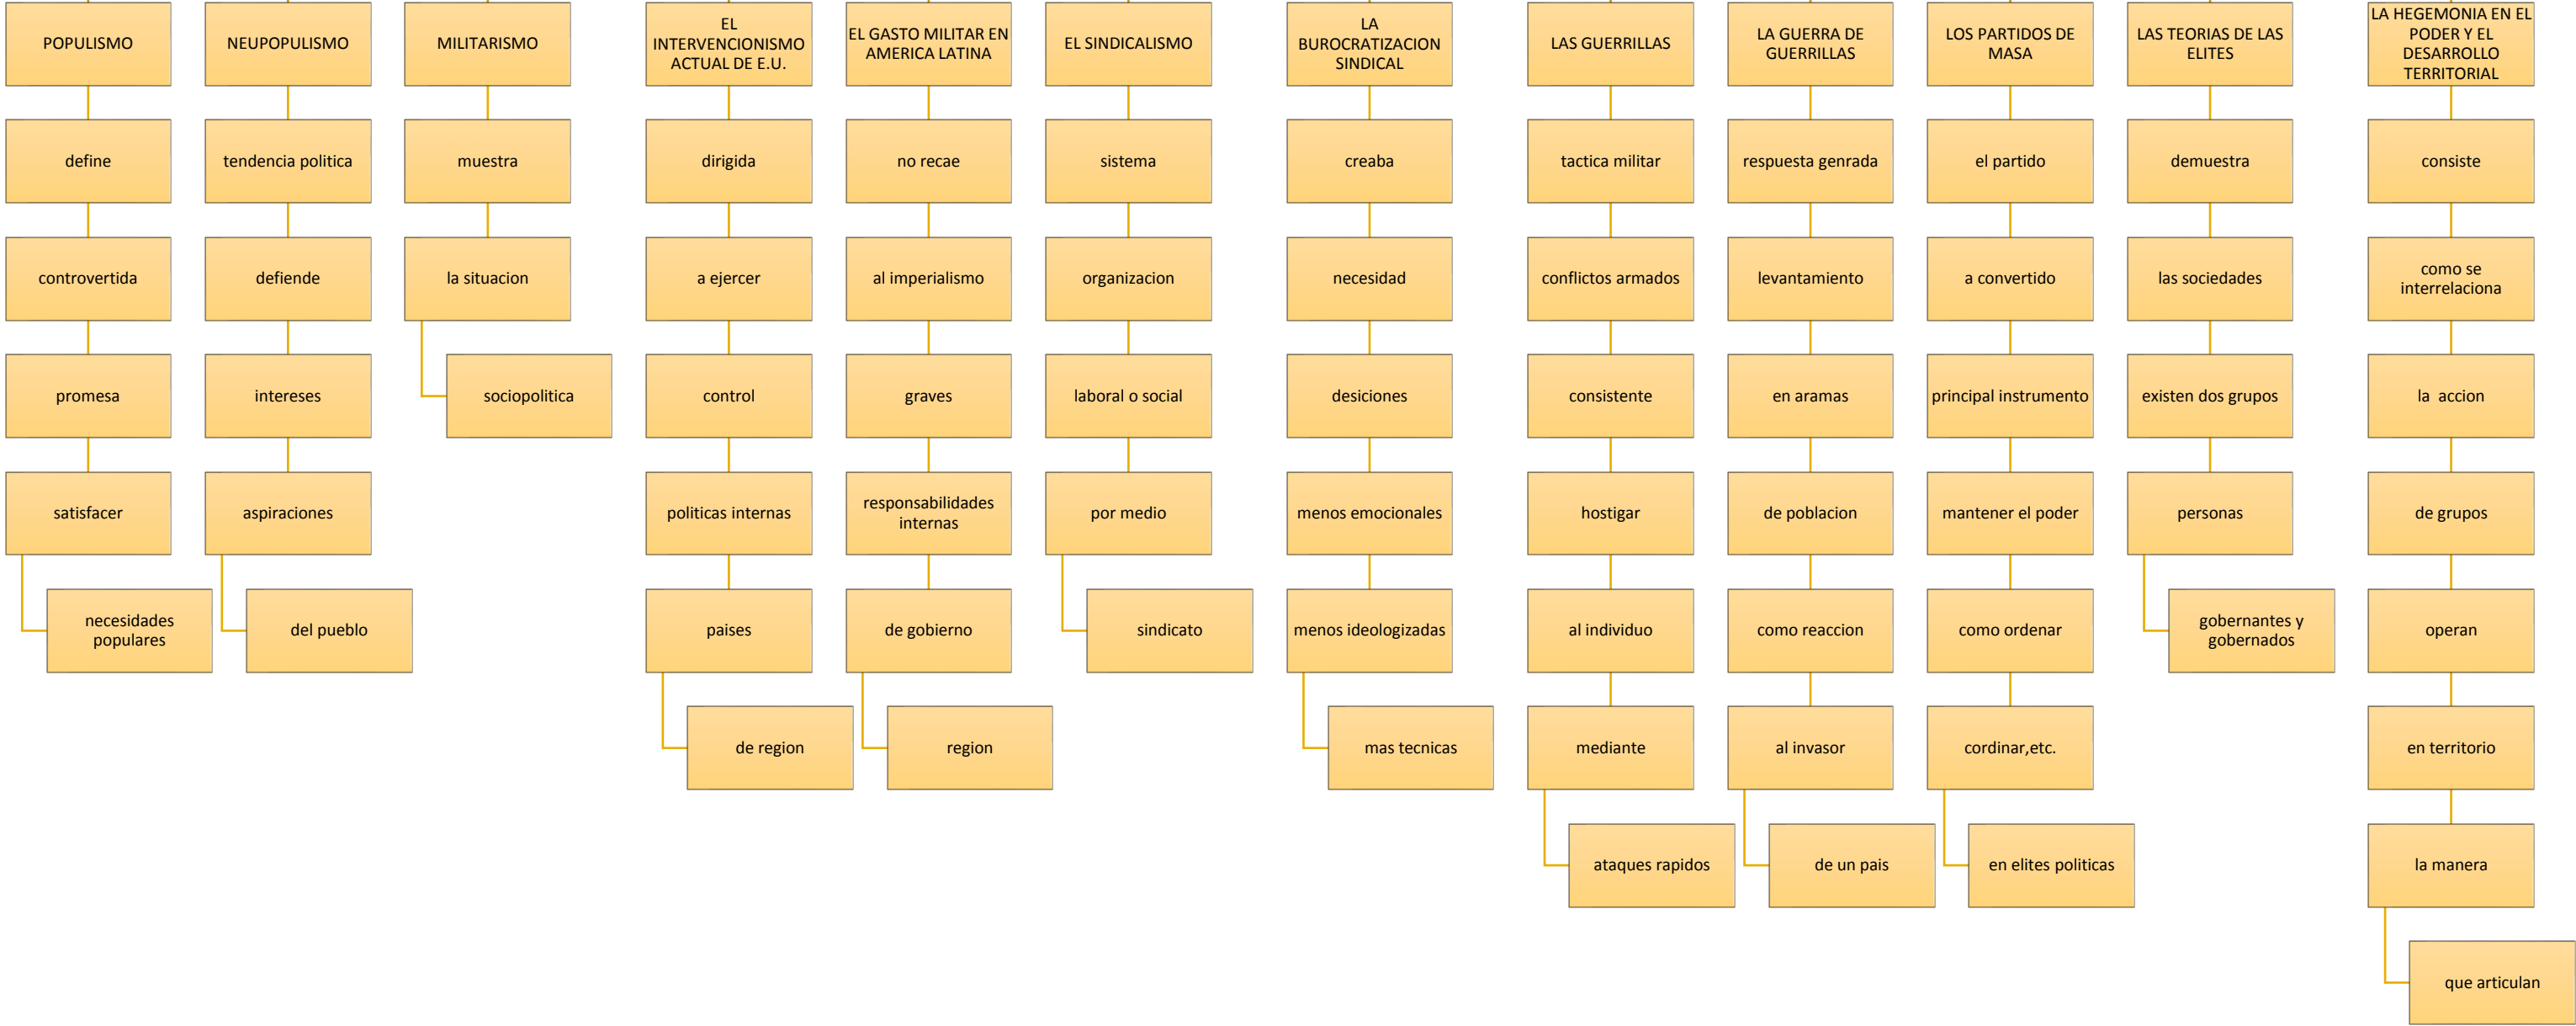 POPULISMO
define
controvertida
promesa
satisfacer
necesidades
populares
NEUPOPULISMO
tendencia politica
defiende
intereses
aspiraciones
del pueblo
MILITARISMO
muestra
la situacion
sociopolitica
EL
INTERVENCIONISMO
ACTUAL DE E.U.
dirigida
a ejercer
control
politicas internas
paises
de region
EL GASTO MILITAR EN
AMERICA LATINA
no recae
al imperialismo
graves
responsabilidades
internas
de gobierno
region
EL SINDICALISMO
sistema
organizacion
laboral o social
por medio
sindicato
LA
BUROCRATIZACION
SINDICAL
creaba
necesidad
desiciones
menos emocionales
menos ideologizadas
mas tecnicas
LAS GUERRILLAS
tactica militar
conflictos armados
consistente
hostigar
al individuo
mediante
ataques rapidos
LA GUERRA DE
GUERRILLAS
respuesta genrada
levantamiento
en aramas
de poblacion
como reaccion
al invasor
de un pais
LOS PARTIDOS DE
MASA
el partido
a convertido
principal instrumento
mantener el poder
como ordenar
cordinar,etc.
en elites politicas
LAS TEORIAS DE LAS
ELITES
demuestra
las sociedades
existen dos grupos
personas
gobernantes y
gobernados
LA HEGEMONIA EN EL
PODER Y EL
DESARROLLO
TERRITORIAL
consiste
como se
interrelaciona
la accion
de grupos
operan
en territorio
la manera
que articulan